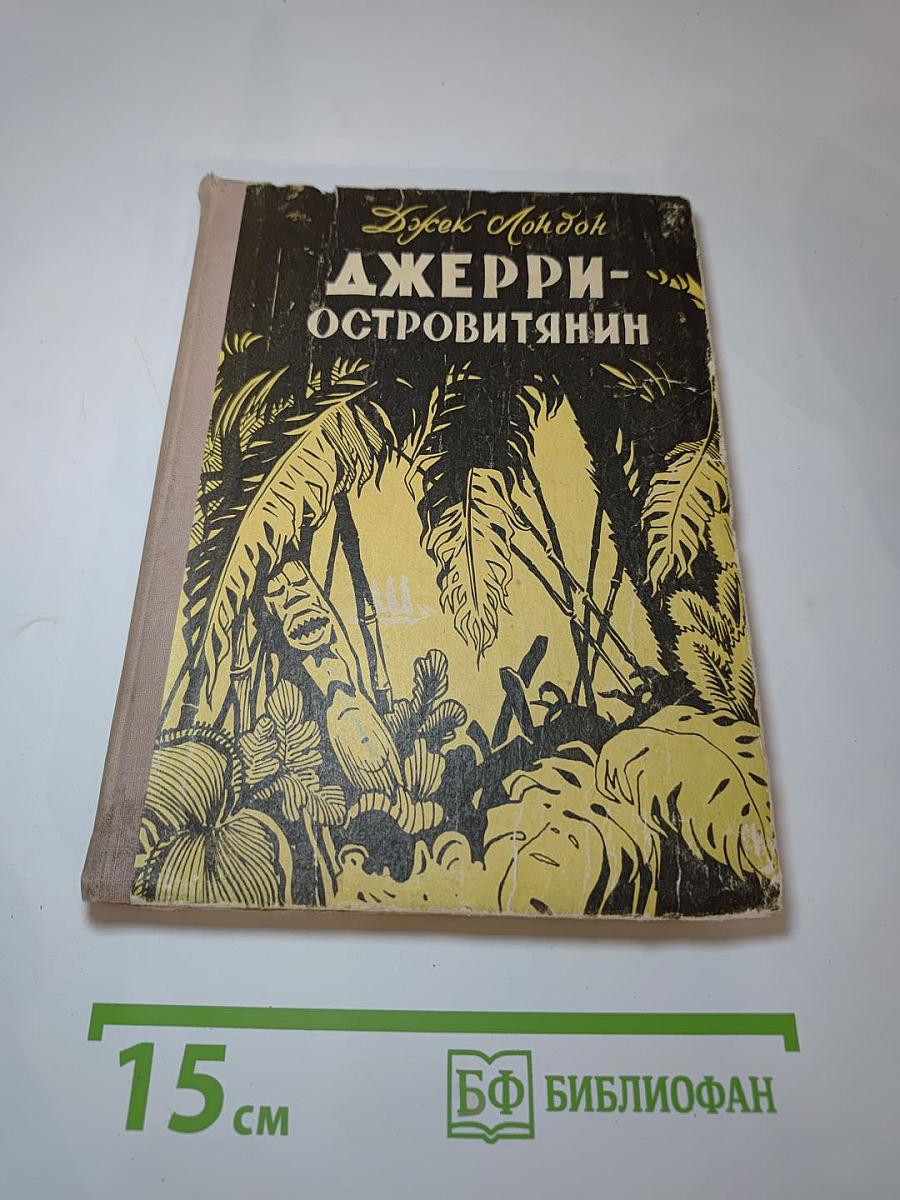 Джек Лондон
ДЖЕРРИ-
ОСТРОВИТЯНИН
15 см
БФ БИБЛИОФАН